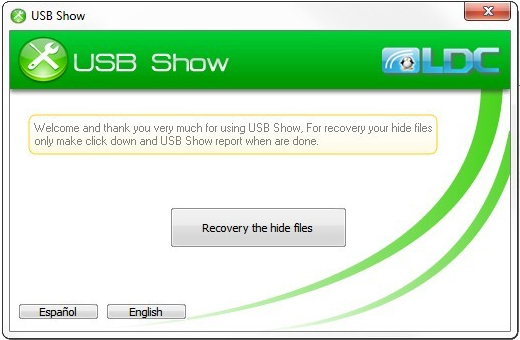 USB Show
USB Show
LDC
Welcome and thank you very much for using USB Show, For recovery your hide files
only make click down and USB Show report when are done.
Recovery the hide files
Español English